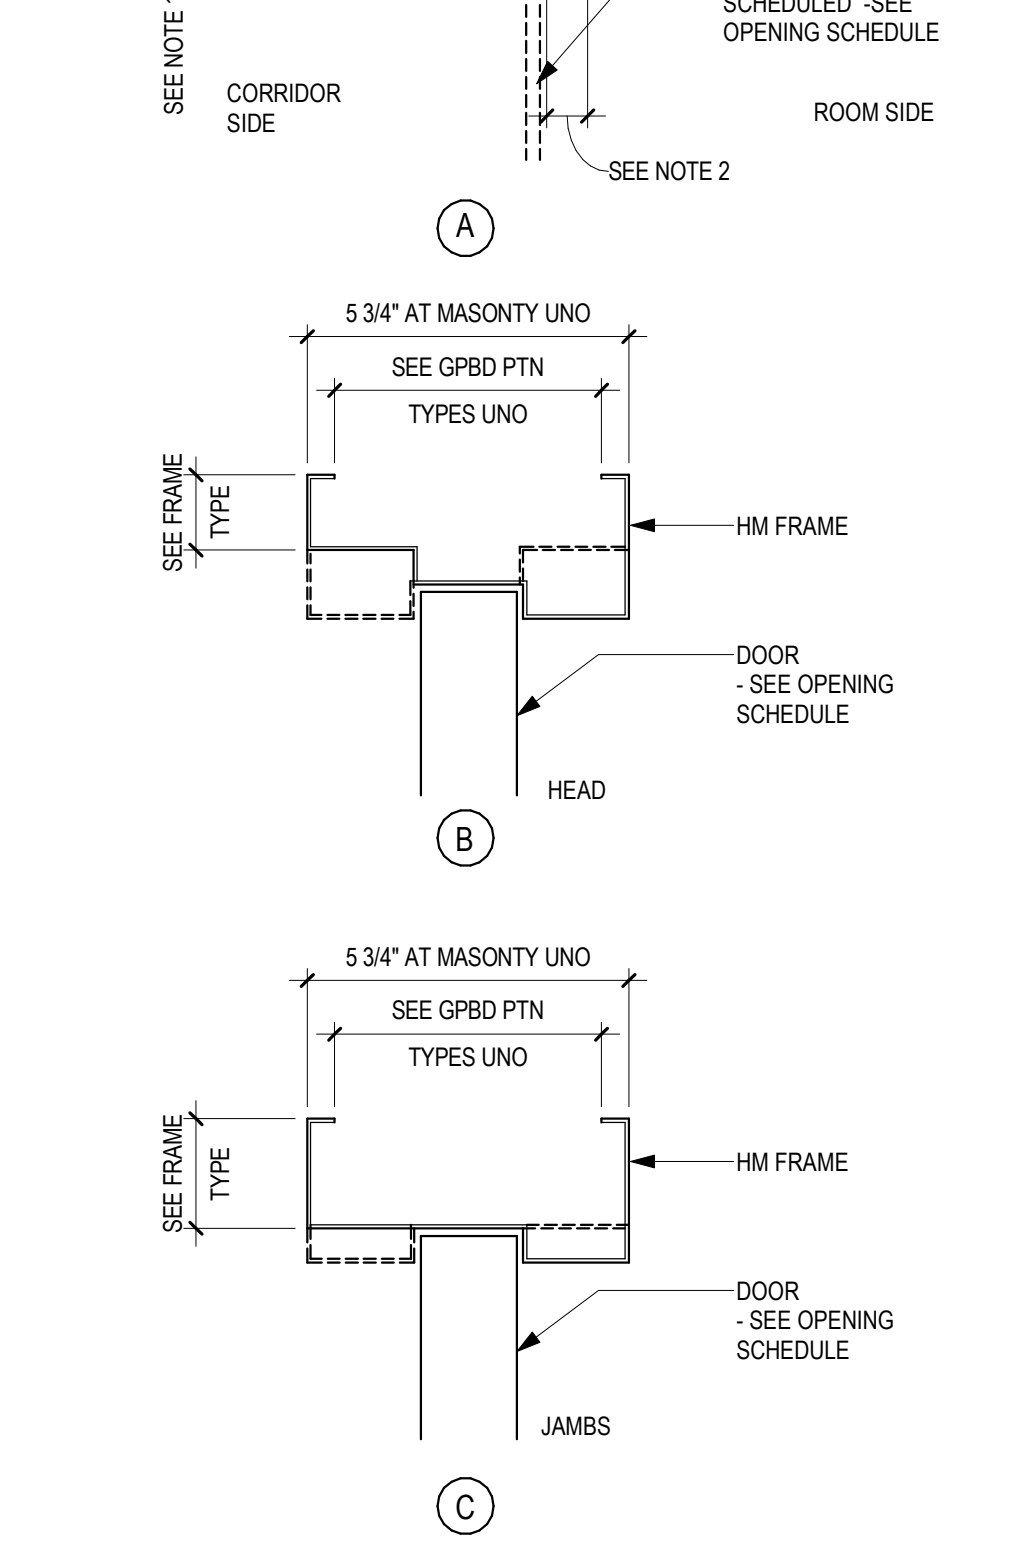 SCHEDULED -SEE
OPENING SCHEDULE
SEE NOTE
CORRIDOR
SIDE
ROOM SIDE
SEE NOTE 2
A
5 3/4" AT MASONTY UNO
SEE GPBD PTN
TYPES UNO
SEE FRAME
TYPE
HM FRAME
DOOR
- SEE OPENING
SCHEDULE
HEAD
B
5 3/4" AT MASONTY UNO
SEE GPBD PTN
TYPES UNO
SEE FRAME
TYPE
HM FRAME
DOOR
- SEE OPENING
SCHEDULE
JAMBS
C